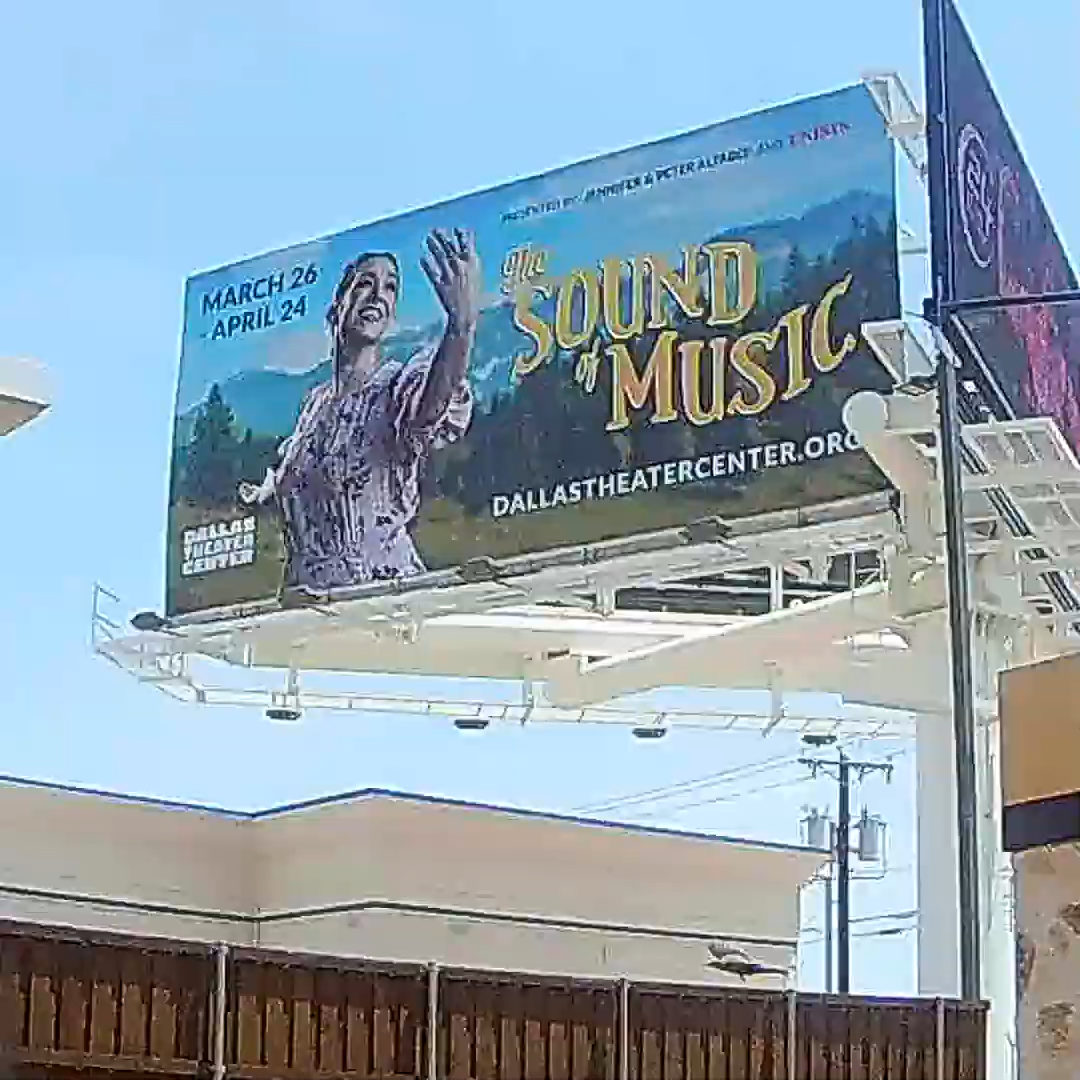 PRESENTED BY JENNIFER & PETER ALTABEF AND UNISYS
MARCH 26
- APRIL 24
The
SOUND
of MUSIC
DALLASTHEATERCENTER.ORG
DALLAS
THEATER
CENTER